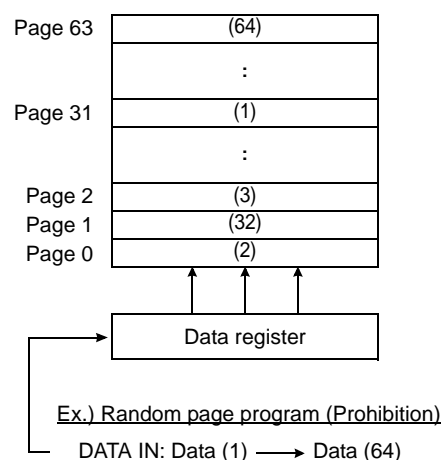 Page 63 (64)
:
Page 31 (1)
:
Page 2 (3)
Page 1 (32)
Page 0 (2)
Data register
Ex.) Random page program (Prohibition)
DATA IN: Data (1) Data (64)